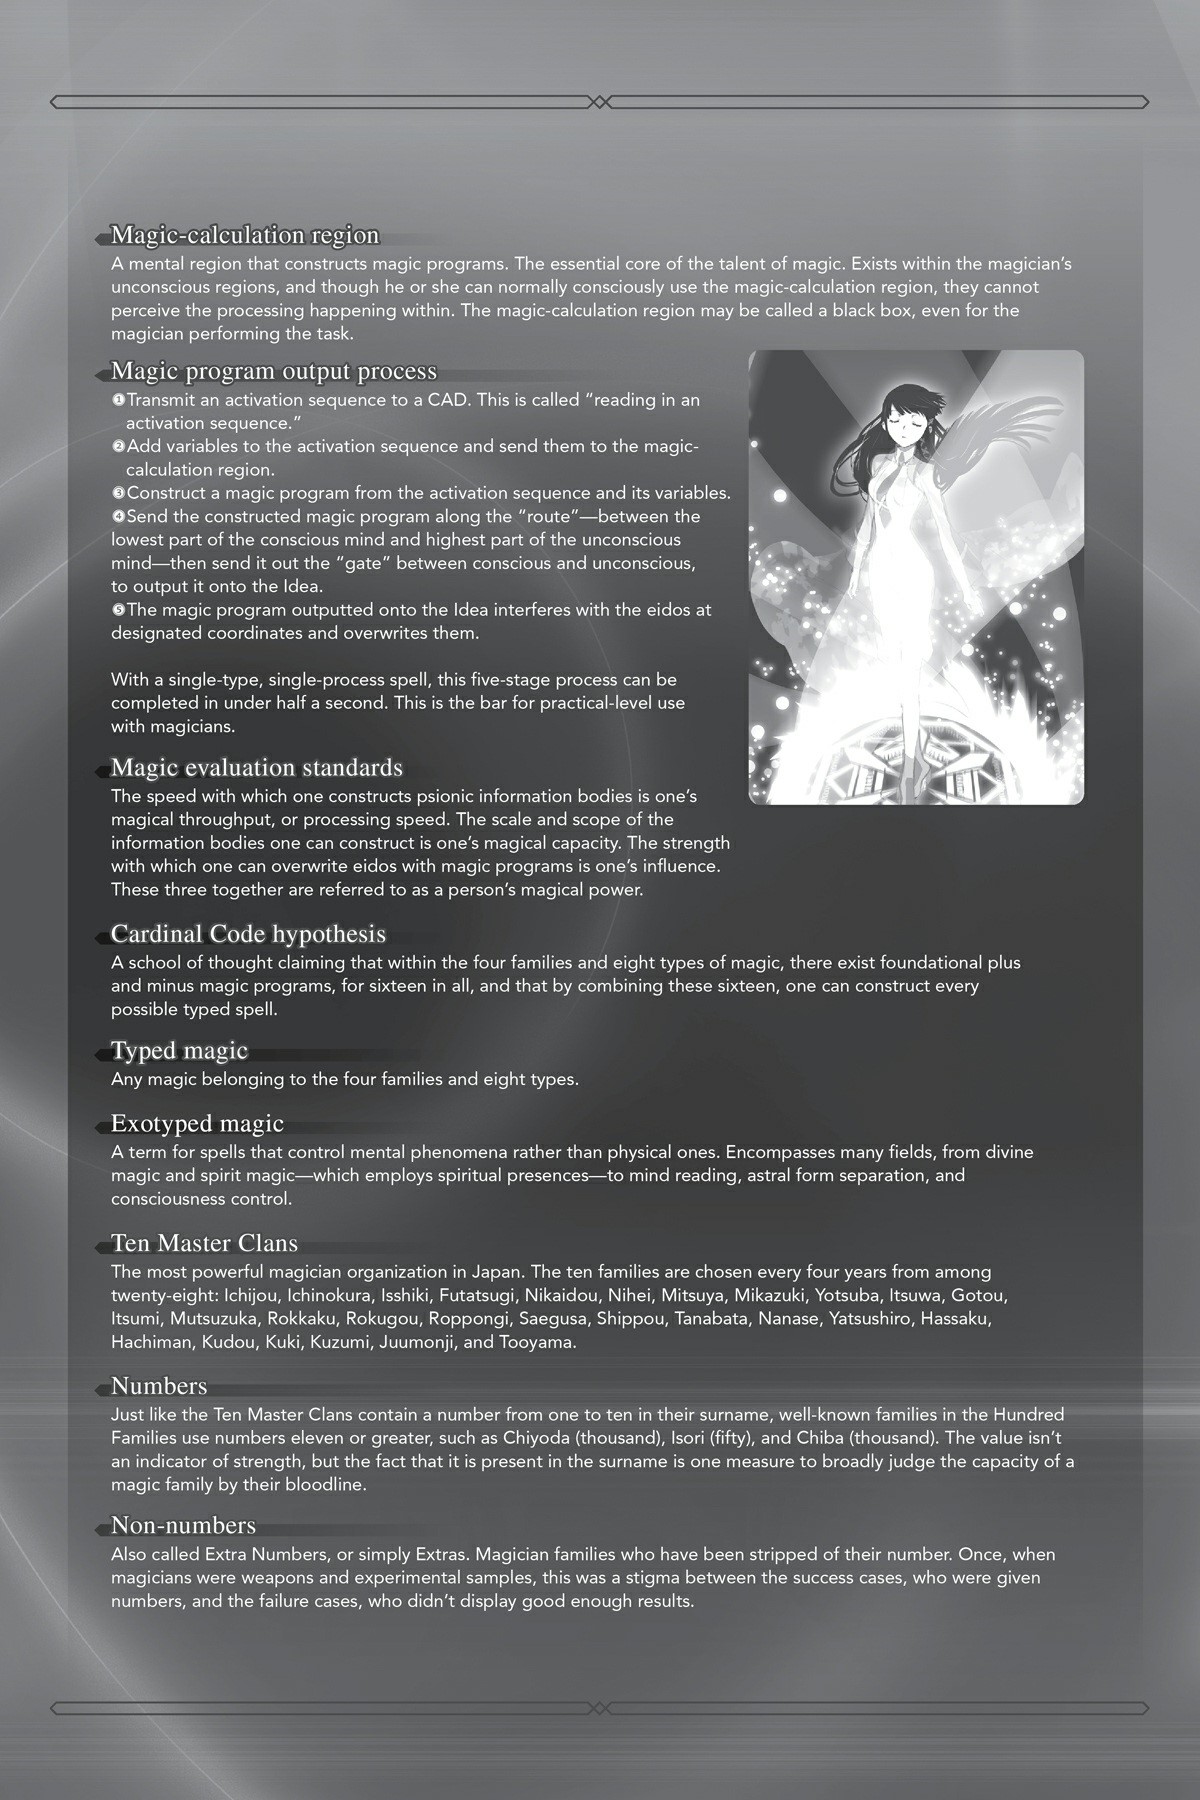 Magic-calculation region
A mental region that constructs magic programs. The essential core of the talent of magic. Exists within the magician's
unconscious regions, and though he or she can normally consciously use the magic-calculation region, they cannot
perceive the processing happening within. The magic-calculation region may be called a black box, even for the
magician performing the task.
Magic program output process
①Transmit an activation sequence to a CAD. This is called “reading in an
activation sequence.”
②Add variables to the activation sequence and send them to the magic-
calculation region.
③Construct a magic program from the activation sequence and its variables.
④Send the constructed magic program along the “route”—between the
lowest part of the conscious mind and highest part of the unconscious
mind—then send it out the “gate” between conscious and unconscious,
to output it onto the Idea.
⑤The magic program outputted onto the Idea interferes with the eidos at
designated coordinates and overwrites them.
With a single-type, single-process spell, this five-stage process can be
completed in under half a second. This is the bar for practical-level use
with magicians.
Magic evaluation standards
The speed with which one constructs psionic information bodies is one’s
magical throughput, or processing speed. The scale and scope of the
information bodies one can construct is one’s magical capacity. The strength
with which one can overwrite eidos with magic programs is one’s influence.
These three together are referred to as a person’s magical power.
Cardinal Code hypothesis
A school of thought claiming that within the four families and eight types of magic, there exist foundational plus
and minus magic programs, for sixteen in all, and that by combining these sixteen, one can construct every
possible typed spell.
Typed magic
Any magic belonging to the four families and eight types.
Exotyped magic
A term for spells that control mental phenomena rather than physical ones. Encompasses many fields, from divine
magic and spirit magic—which employs spiritual presences—to mind reading, astral form separation, and
consciousness control.
Ten Master Clans
The most powerful magician organization in Japan. The ten families are chosen every four years from among
twenty-eight: Ichijou, Ichinokura, Isshiki, Futatsugi, Nikaidou, Nihei, Mitsuya, Mikazuki, Yotsuba, Itsuwa, Gotou,
Itsumi, Mutsuzuka, Rokkaku, Rokugou, Roppongi, Saegusa, Shippou, Tanabata, Nanase, Yatsushiro, Hassaku,
Hachiman, Kudou, Kuki, Kuzumi, Juumonji, and Tooyama.
Numbers
Just like the Ten Master Clans contain a number from one to ten in their surname, well-known families in the Hundred
Families use numbers eleven or greater, such as Chiyoda (thousand), Isori (fifty), and Chiba (thousand). The value isn’t
an indicator of strength, but the fact that it is present in the surname is one measure to broadly judge the capacity of a
magic family by their bloodline.
Non-numbers
Also called Extra Numbers, or simply Extras. Magician families who have been stripped of their number. Once, when
magicians were weapons and experimental samples, this was a stigma between the success cases, who were given
numbers, and the failure cases, who didn’t display good enough results.